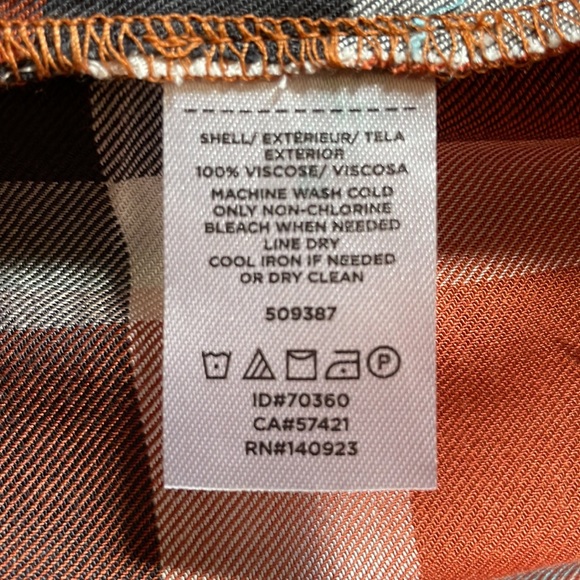 SHELL/ EXTÉRIEUR/ TELA
EXTERIOR
100% VISCOSE/ VISCOSA
MACHINE WASH COLD
ONLY NON-CHLORINE
BLEACH WHEN NEEDED
LINE DRY
COOL IRON IF NEEDED
OR DRY CLEAN
509387
P
ID#70360
CA#57421
RN#140923